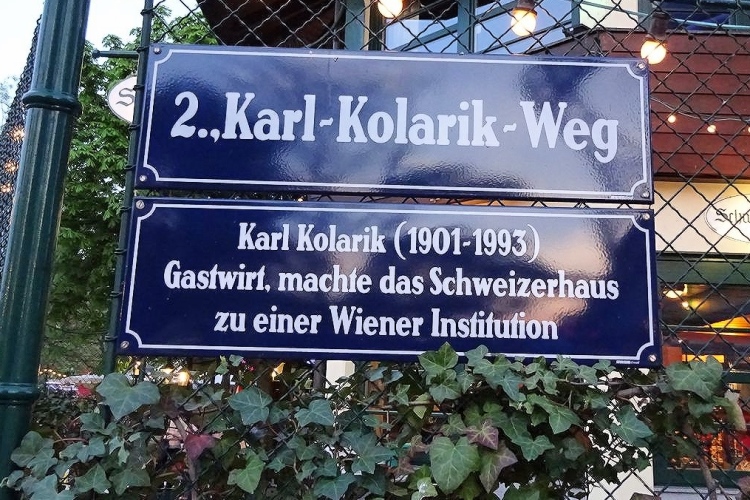 2., Karl-Kolarik-Weg
Karl Kolarik (1901-1993)
Gastwirt, machte das Schweizerhaus
zu einer Wiener Institution